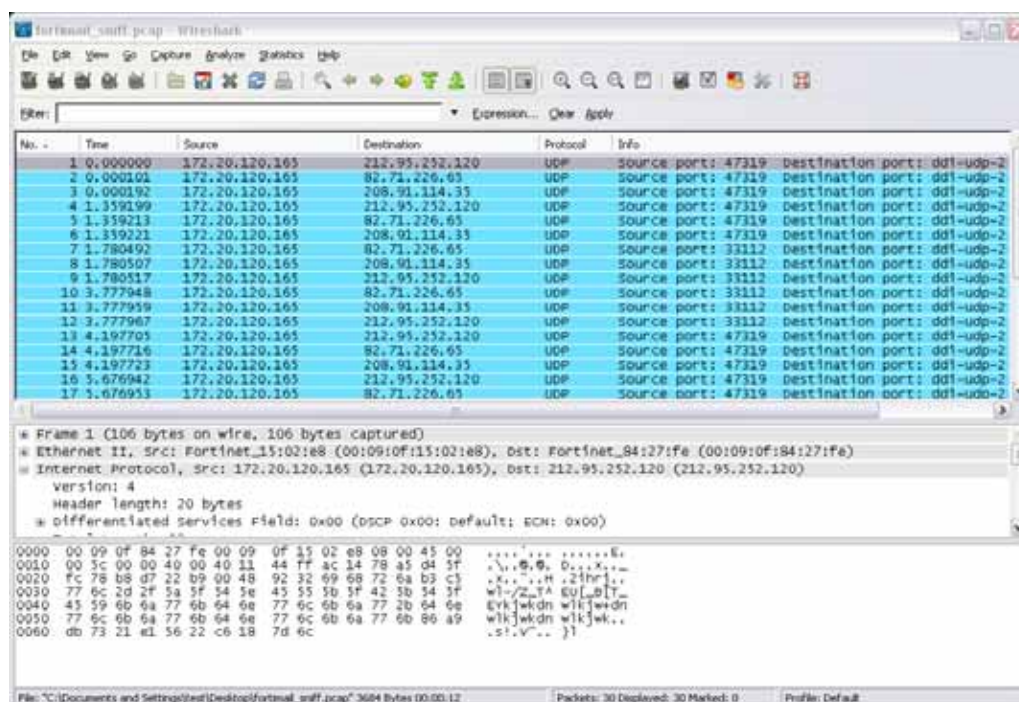 fortimail_sniff.pcap - Wireshark
File Edit View Go Capture Analyze Statistics Help
Filter: Expression... Clear Apply
No. - Time Source Destination Protocol Info
1 0.000000 172.20.120.165 212.95.252.120 UDP Source port: 47319 Destination port: ddi-udp-2
2 0.000101 172.20.120.165 82.71.226.65 UDP Source port: 47319 Destination port: ddi-udp-2
3 0.000192 172.20.120.165 208.91.114.35 UDP Source port: 47319 Destination port: ddi-udp-2
4 1.359199 172.20.120.165 212.95.252.120 UDP Source port: 47319 Destination port: ddi-udp-2
5 1.359213 172.20.120.165 82.71.226.65 UDP Source port: 47319 Destination port: ddi-udp-2
6 1.359221 172.20.120.165 208.91.114.35 UDP Source port: 47319 Destination port: ddi-udp-2
7 1.780492 172.20.120.165 82.71.226.65 UDP Source port: 33112 Destination port: ddi-udp-2
8 1.780507 172.20.120.165 208.91.114.35 UDP Source port: 33112 Destination port: ddi-udp-2
9 1.780517 172.20.120.165 212.95.252.120 UDP Source port: 33112 Destination port: ddi-udp-2
10 3.777948 172.20.120.165 82.71.226.65 UDP Source port: 33112 Destination port: ddi-udp-2
11 3.777959 172.20.120.165 208.91.114.35 UDP Source port: 33112 Destination port: ddi-udp-2
12 3.777967 172.20.120.165 212.95.252.120 UDP Source port: 33112 Destination port: ddi-udp-2
13 4.197705 172.20.120.165 212.95.252.120 UDP Source port: 47319 Destination port: ddi-udp-2
14 4.197716 172.20.120.165 82.71.226.65 UDP Source port: 47319 Destination port: ddi-udp-2
15 4.197723 172.20.120.165 208.91.114.35 UDP Source port: 47319 Destination port: ddi-udp-2
16 5.676942 172.20.120.165 212.95.252.120 UDP Source port: 47319 Destination port: ddi-udp-2
17 5.676953 172.20.120.165 82.71.226.65 UDP Source port: 47319 Destination port: ddi-udp-2
Frame 1 (106 bytes on wire, 106 bytes captured)
Ethernet II, Src: Fortinet_15:02:e8 (00:09:0f:15:02:e8), Dst: Fortinet_84:27:fe (00:09:0f:84:27:fe)
Internet Protocol, Src: 172.20.120.165 (172.20.120.165), Dst: 212.95.252.120 (212.95.252.120)
Version: 4
Header length: 20 bytes
Differentiated Services Field: 0x00 (DSCP 0x00: Default; ECN: 0x00)
0000 00 09 0f 84 27 fe 00 09 0f 15 02 e8 08 00 45 00 ....'... ......E.
0010 00 5c 00 00 40 00 40 11 44 ff ac 14 78 a5 d4 5f .\..@.@. D...x.._
0020 fc 78 b8 d7 22 b9 00 48 92 32 69 68 72 6a b3 c5 .x.."..H .2ihrj..
0030 77 6c 2d 2f 5a 5f 54 5e 45 55 5b 5f 42 5b 54 5f wl-/Z_T^ EU[_B[T_
0040 45 59 6b 6a 77 6b 64 6e 77 6c 6b 6a 77 2b 64 6e EYkjwkdn wlkjw+dn
0050 77 6c 6b 6a 77 6b 64 6e 77 6c 6b 6a 77 6b 86 a9 wlkjwkdn wlkjwk..
0060 db 73 21 e1 56 22 c6 18 7d 6c .s!.V".. }l
File: "C:\Documents and Settings\test\Desktop\fortimail_sniff.pcap" 3684 Bytes 00:00:12 Packets: 30 Displayed: 30 Marked: 0 Profile: Default